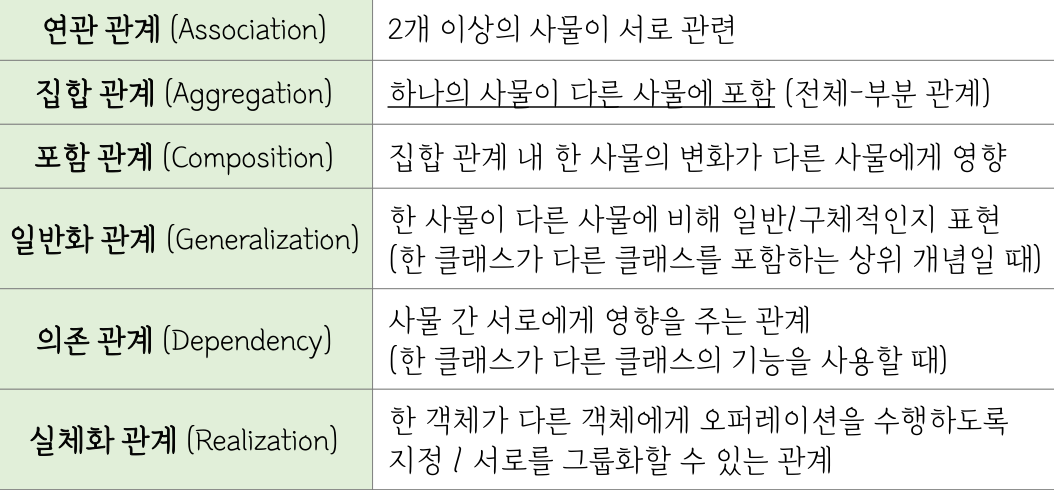 연관 관계 (Association) 2개 이상의 사물이 서로 관련
집합 관계 (Aggregation) 하나의 사물이 다른 사물에 포함 (전체-부분 관계)
포함 관계 (Composition) 집합 관계 내 한 사물의 변화가 다른 사물에게 영향
일반화 관계 (Generalization) 한 사물이 다른 사물에 비해 일반/구체적인지 표현
(한 클래스가 다른 클래스를 포함하는 상위 개념일 때)
의존 관계 (Dependency) 사물 간 서로에게 영향을 주는 관계
(한 클래스가 다른 클래스의 기능을 사용할 때)
실체화 관계 (Realization) 한 객체가 다른 객체에게 오퍼레이션을 수행하도록
지정 / 서로를 그룹화할 수 있는 관계